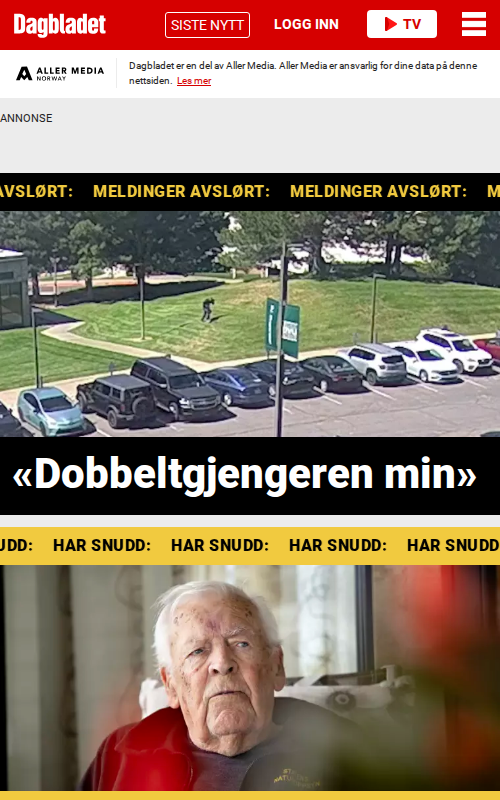 Dagbladet
SISTE NYTT
LOGG INN
TV
ALLER MEDIA
NORWAY
Dagbladet er en del av Aller Media. Aller Media er ansvarlig for dine data på denne
nettsiden. Les mer
ANNONSE
AVSLØRT: MELDINGER AVSLØRT: MELDINGER AVSLØRT: M
«Dobbeltgjengeren min»
UDD: HAR SNUDD: HAR SNUDD: HAR SNUDD: HAR SNUDD